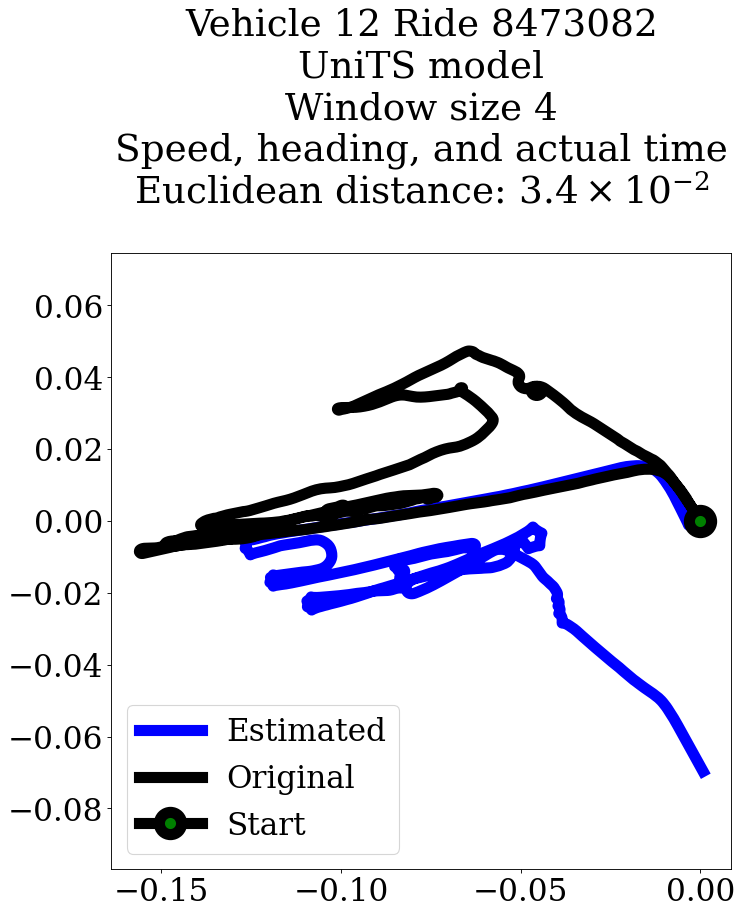 Vehicle 12 Ride 8473082
UniTS model
Window size 4
Speed, heading, and actual time
Euclidean distance: 3.4 × 10⁻²
0.06
0.04
0.02
0.00
−0.02
−0.04
−0.06
−0.08
Estimated
Original
Start
−0.15
−0.10
−0.05
0.00